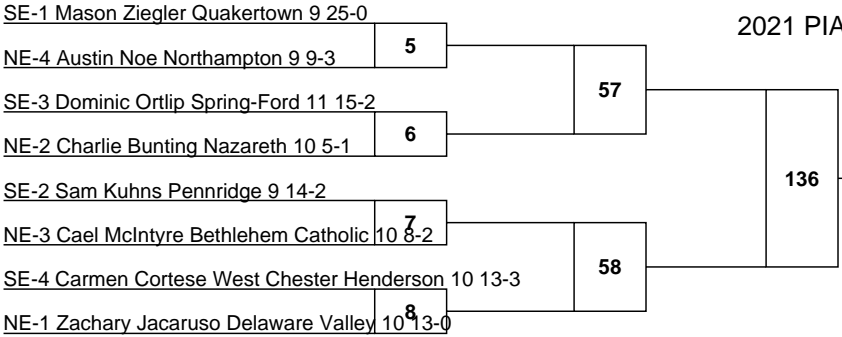 SE-1 Mason Ziegler Quakertown 9 25-0
2021 PIA
5
NE-4 Austin Noe Northampton 9 9-3
57
SE-3 Dominic Ortlip Spring-Ford 11 15-2
6
NE-2 Charlie Bunting Nazareth 10 5-1
136
SE-2 Sam Kuhns Pennridge 9 14-2
7
NE-3 Cael McIntyre Bethlehem Catholic 10 8-2
58
SE-4 Carmen Cortese West Chester Henderson 10 13-3
8
NE-1 Zachary Jacaruso Delaware Valley 10 13-0